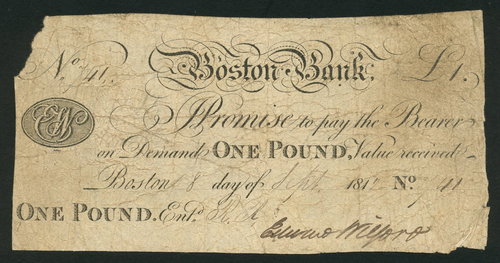 No. 41. Boston Bank, £1.
I Promise to pay the Bearer
on Demand ONE POUND, Value received
Boston 8 day of Sept. 181 No. 41
ONE POUND. Entd.